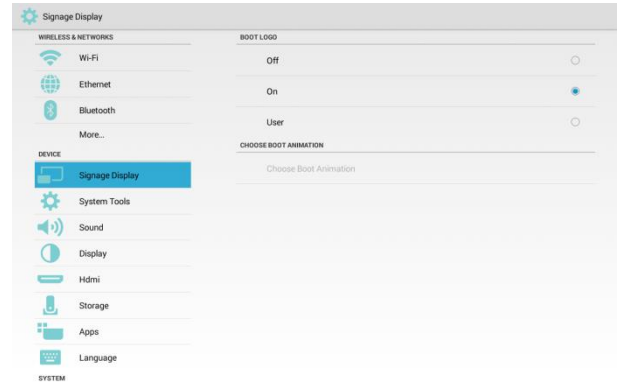 Signage Display
WIRELESS & NETWORKS
Wi-Fi
Ethernet
Bluetooth
More...
DEVICE
Signage Display
System Tools
Sound
Display
Hdmi
Storage
Apps
Language
SYSTEM
BOOT LOGO
Off
On
User
CHOOSE BOOT ANIMATION
Choose Boot Animation